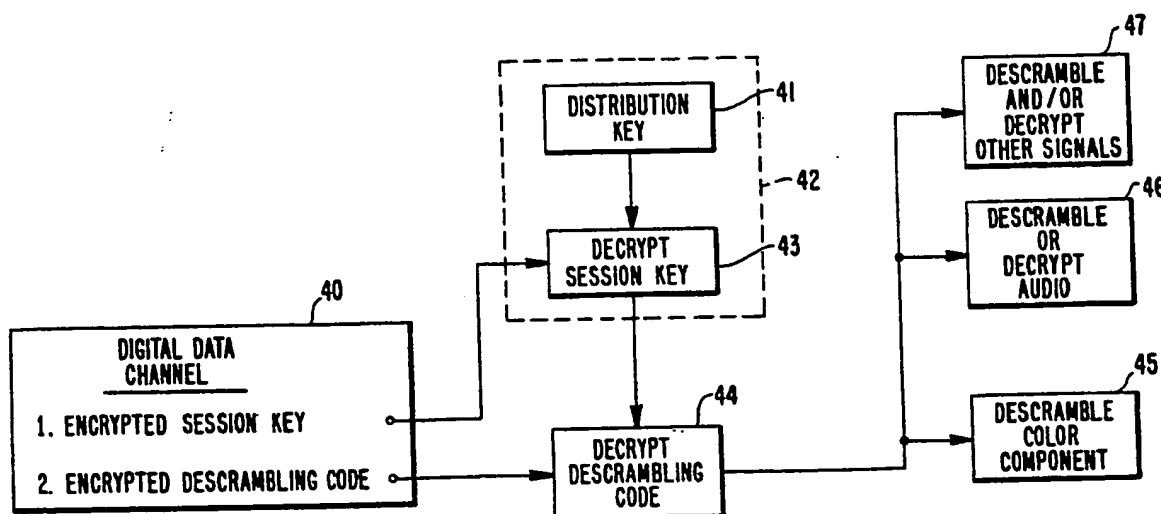 47
DESCRAMBLE
AND/OR
DECRYPT
OTHER SIGNALS
DISTRIBUTION
KEY
41
42
46
DESCRAMBLE
OR
DECRYPT
AUDIO
DECRYPT
SESSION KEY
43
40
DIGITAL DATA
CHANNEL
1. ENCRYPTED SESSION KEY
2. ENCRYPTED DESCRAMBLING CODE
44
DECRYPT
DESCRAMBLING
CODE
45
DESCRAMBLE
COLOR
COMPONENT